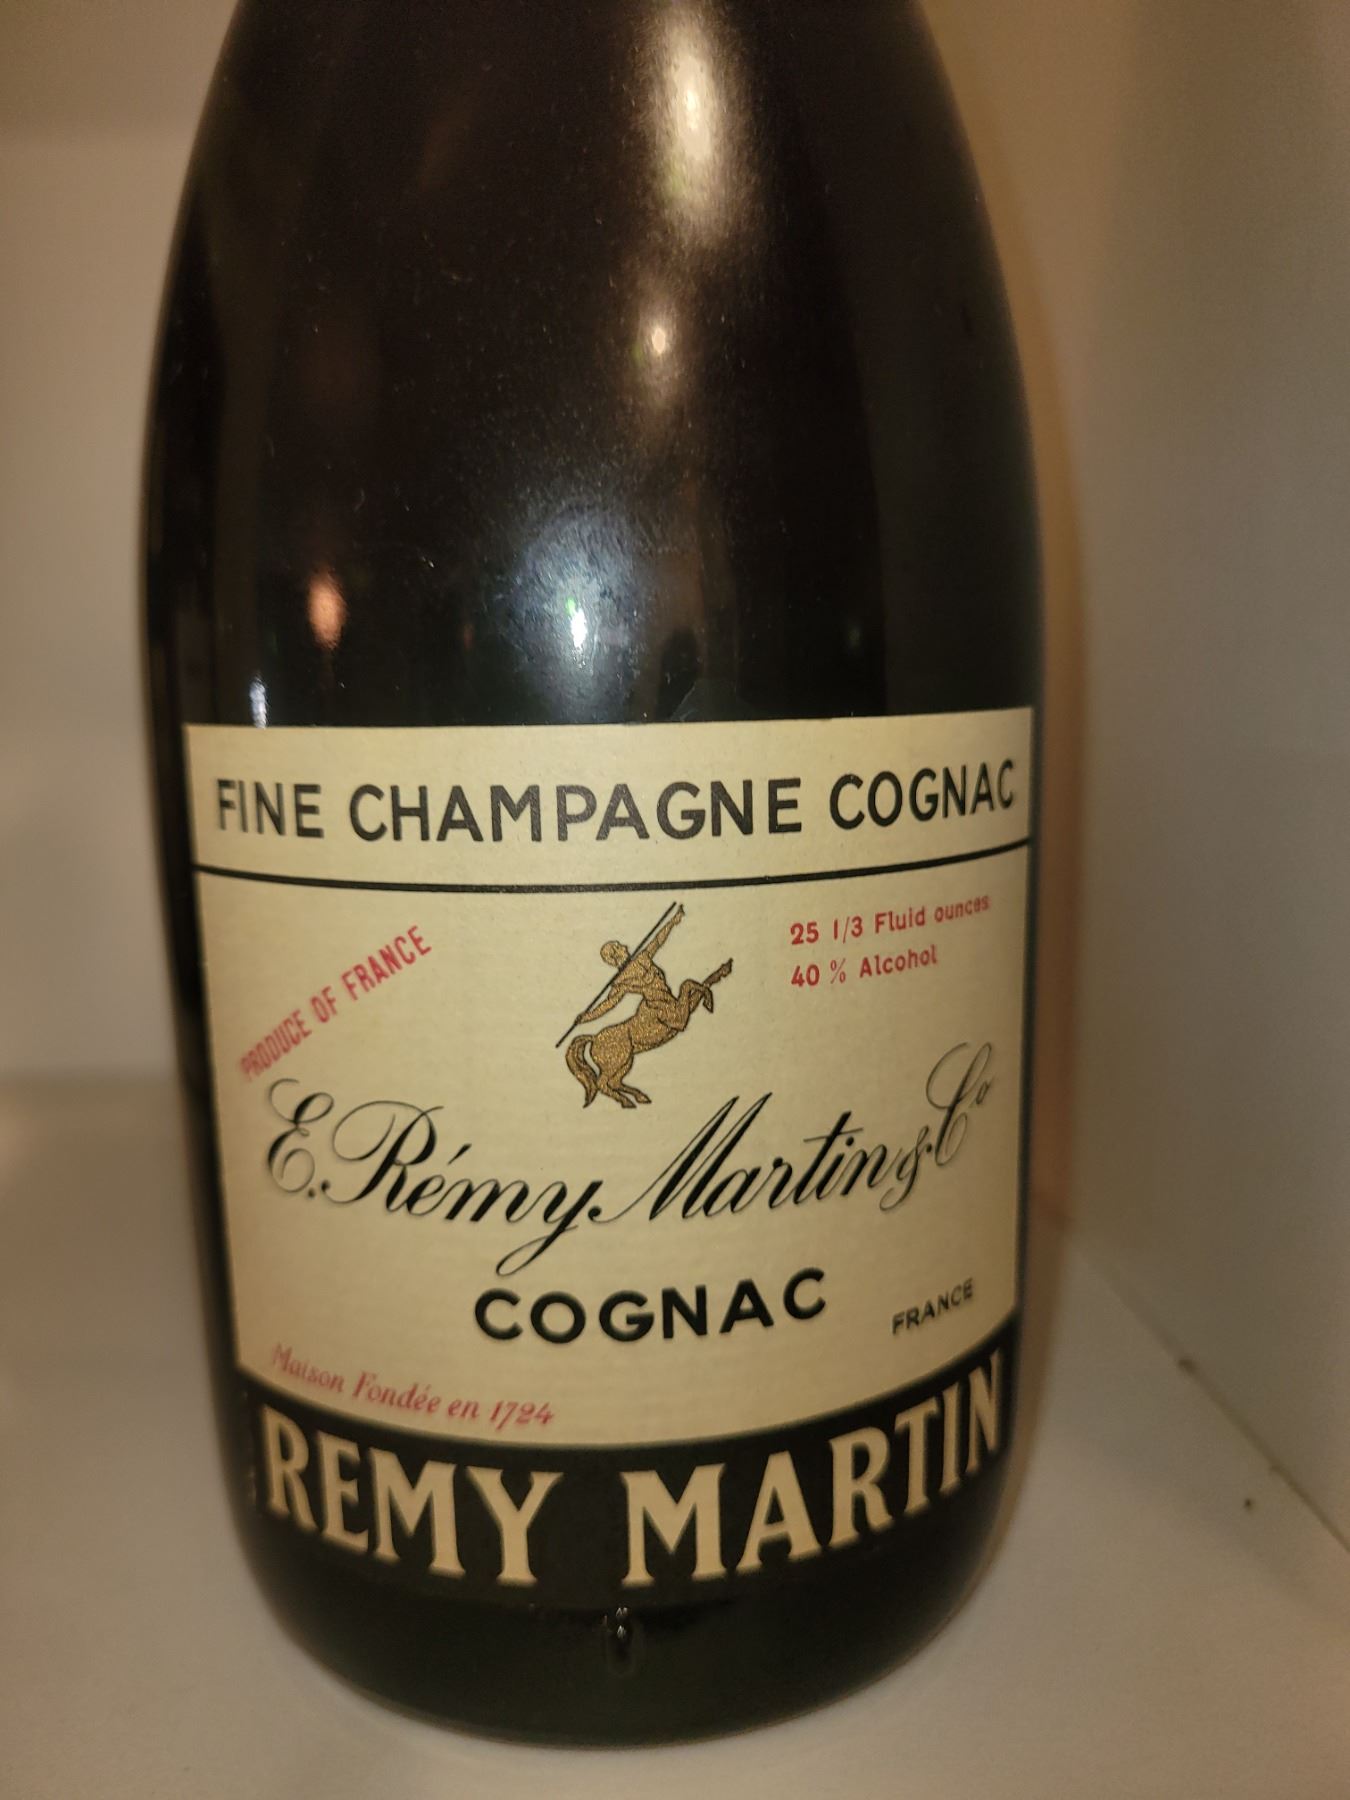 FINE CHAMPAGNE COGNAC
PRODUCE OF FRANCE
25 1/3 Fluid ounces
40 % Alcohol
E. Rémy Martin & Co
COGNAC
FRANCE
Maison Fondée en 1724
REMY MARTIN